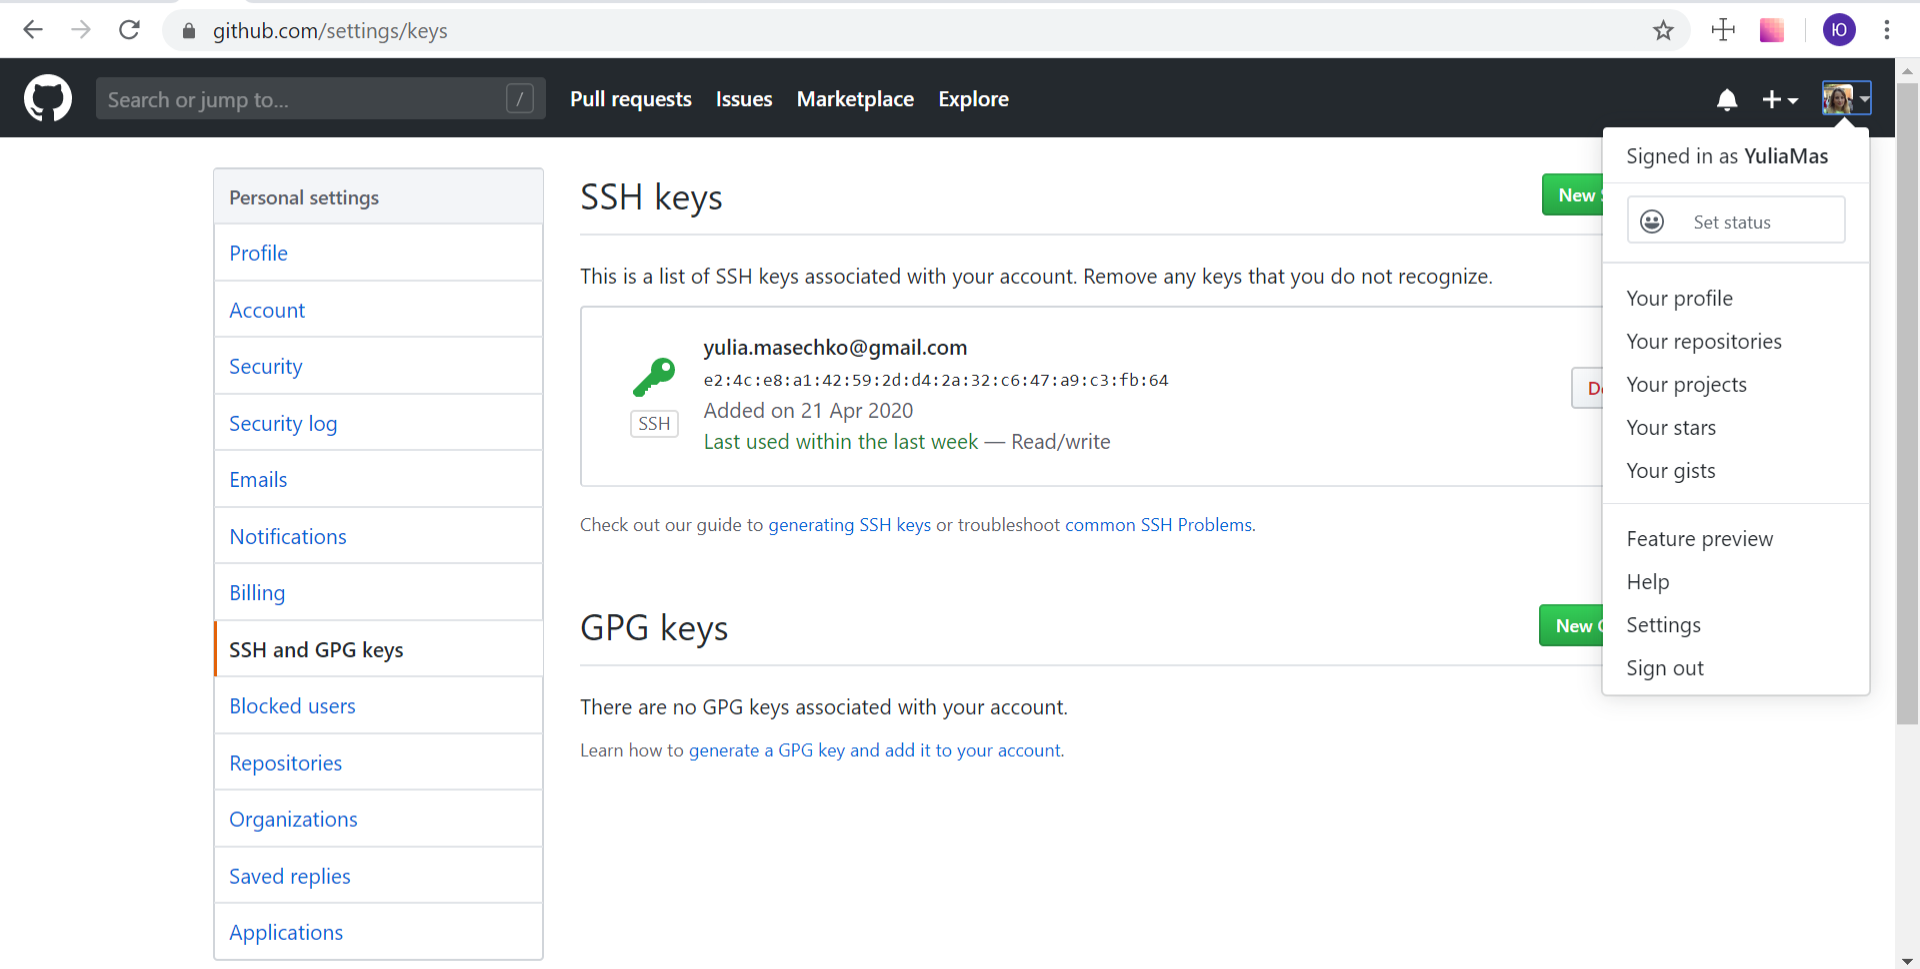 github.com/settings/keys
Ю
Search or jump to...
/
Pull requests
Issues
Marketplace
Explore
Signed in as YuliaMas
Set status
Your profile
Your repositories
Your projects
Your stars
Your gists
Feature preview
Help
Settings
Sign out
Personal settings
Profile
Account
Security
Security log
Emails
Notifications
Billing
SSH and GPG keys
Blocked users
Repositories
Organizations
Saved replies
Applications
SSH keys
New
This is a list of SSH keys associated with your account. Remove any keys that you do not recognize.
yulia.masechko@gmail.com
e2:4c:e8:a1:42:59:2d:d4:2a:32:c6:47:a9:c3:fb:64
Added on 21 Apr 2020
SSH
Last used within the last week — Read/write
Check out our guide to generating SSH keys or troubleshoot common SSH Problems.
GPG keys
New
There are no GPG keys associated with your account.
Learn how to generate a GPG key and add it to your account.